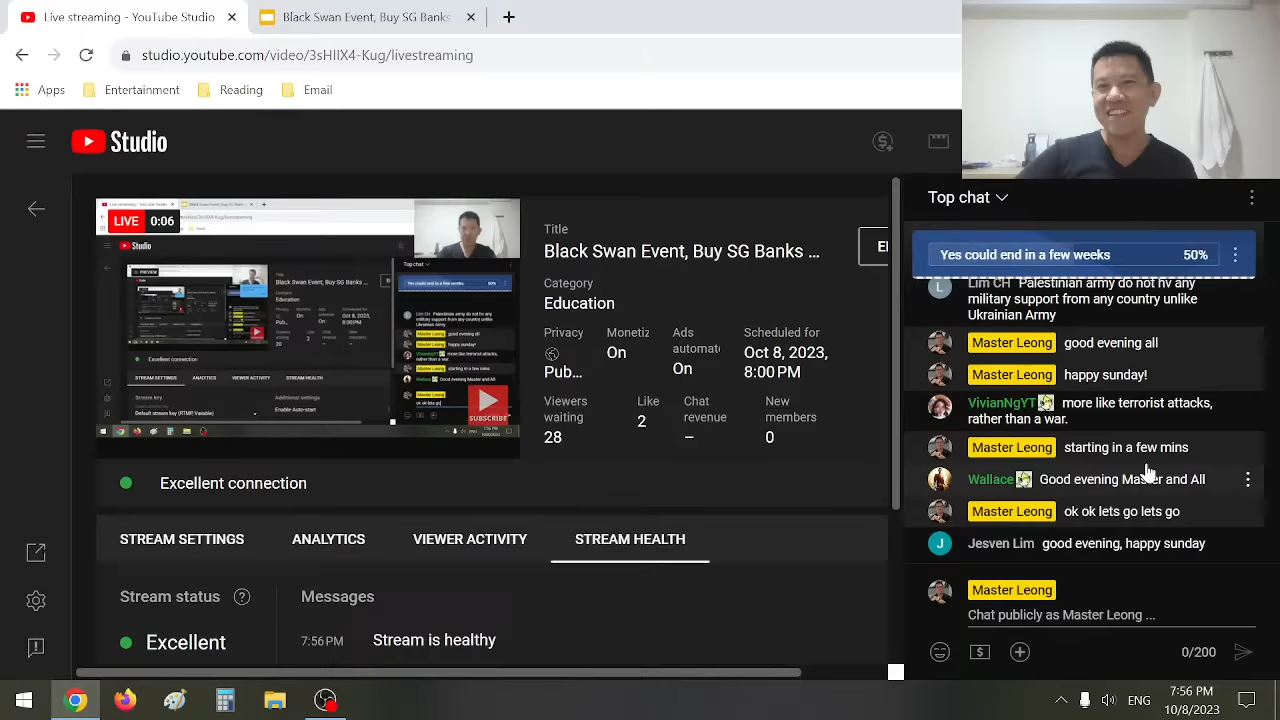 Live streaming - YouTube Studio
Black Swan Event, Buy SG Banks
studio.youtube.com/video/3sHIIX4-Kug/livestreaming
Apps
Entertainment
Reading
Email
Studio
LIVE 0:06
Title
Black Swan Event, Buy SG Banks ...
Category
Education
Privacy
Pub...
Monetiz
On
Ads
automat
On
Scheduled for
Oct 8, 2023,
8:00 PM
Viewers
waiting
28
Like
2
Chat
revenue
–
New
members
0
Excellent connection
STREAM SETTINGS
ANALYTICS
VIEWER ACTIVITY
STREAM HEALTH
Stream status
Messages
Excellent
7:56 PM
Stream is healthy
SUBSCRIBE
Top chat
Yes could end in a few weeks 50%
Lim CH Palestinian army do not hv any
military support from any country unlike
Ukrainian Army
Master Leong good evening all
Master Leong happy sunday!
VivianNgYT more like terrorist attacks,
rather than a war.
Master Leong starting in a few mins
Wallace Good evening Master and All
Master Leong ok ok lets go lets go
J
Jesven Lim good evening, happy sunday
Master Leong
Chat publicly as Master Leong ...
0/200
ENG
7:56 PM
10/8/2023